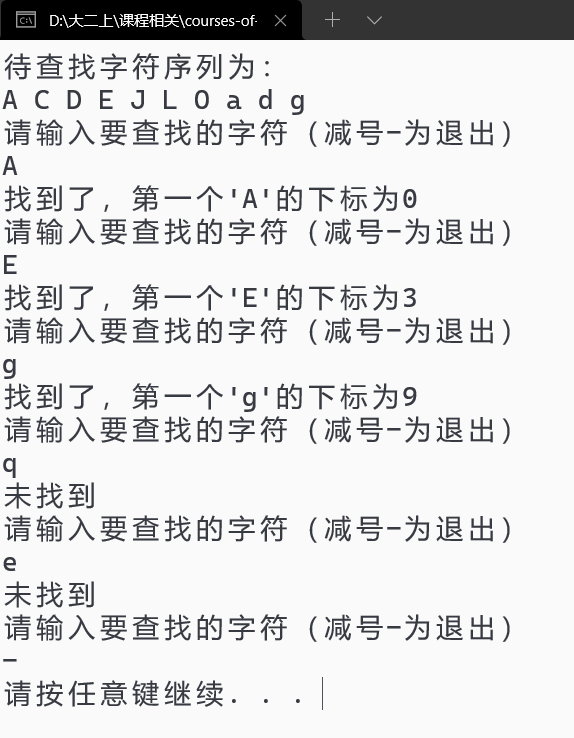 D:\大二上\课程相关\courses-of-
待查找字符序列为：
A C D E J L O a d g
请输入要查找的字符（减号-为退出）
A
找到了，第一个'A'的下标为0
请输入要查找的字符（减号-为退出）
E
找到了，第一个'E'的下标为3
请输入要查找的字符（减号-为退出）
g
找到了，第一个'g'的下标为9
请输入要查找的字符（减号-为退出）
q
未找到
请输入要查找的字符（减号-为退出）
e
未找到
请输入要查找的字符（减号-为退出）
-
请按任意键继续. . .